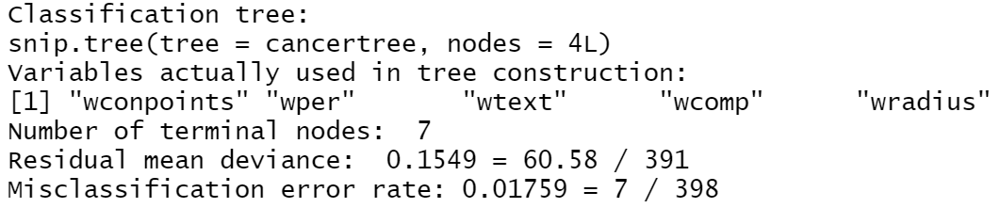 Classification tree:
snip.tree(tree = cancertree, nodes = 4L)
Variables actually used in tree construction:
[1] "wconpoints" "wper"       "wtext"      "wcomp"      "wradius"
Number of terminal nodes:  7
Residual mean deviance:  0.1549 = 60.58 / 391
Misclassification error rate: 0.01759 = 7 / 398